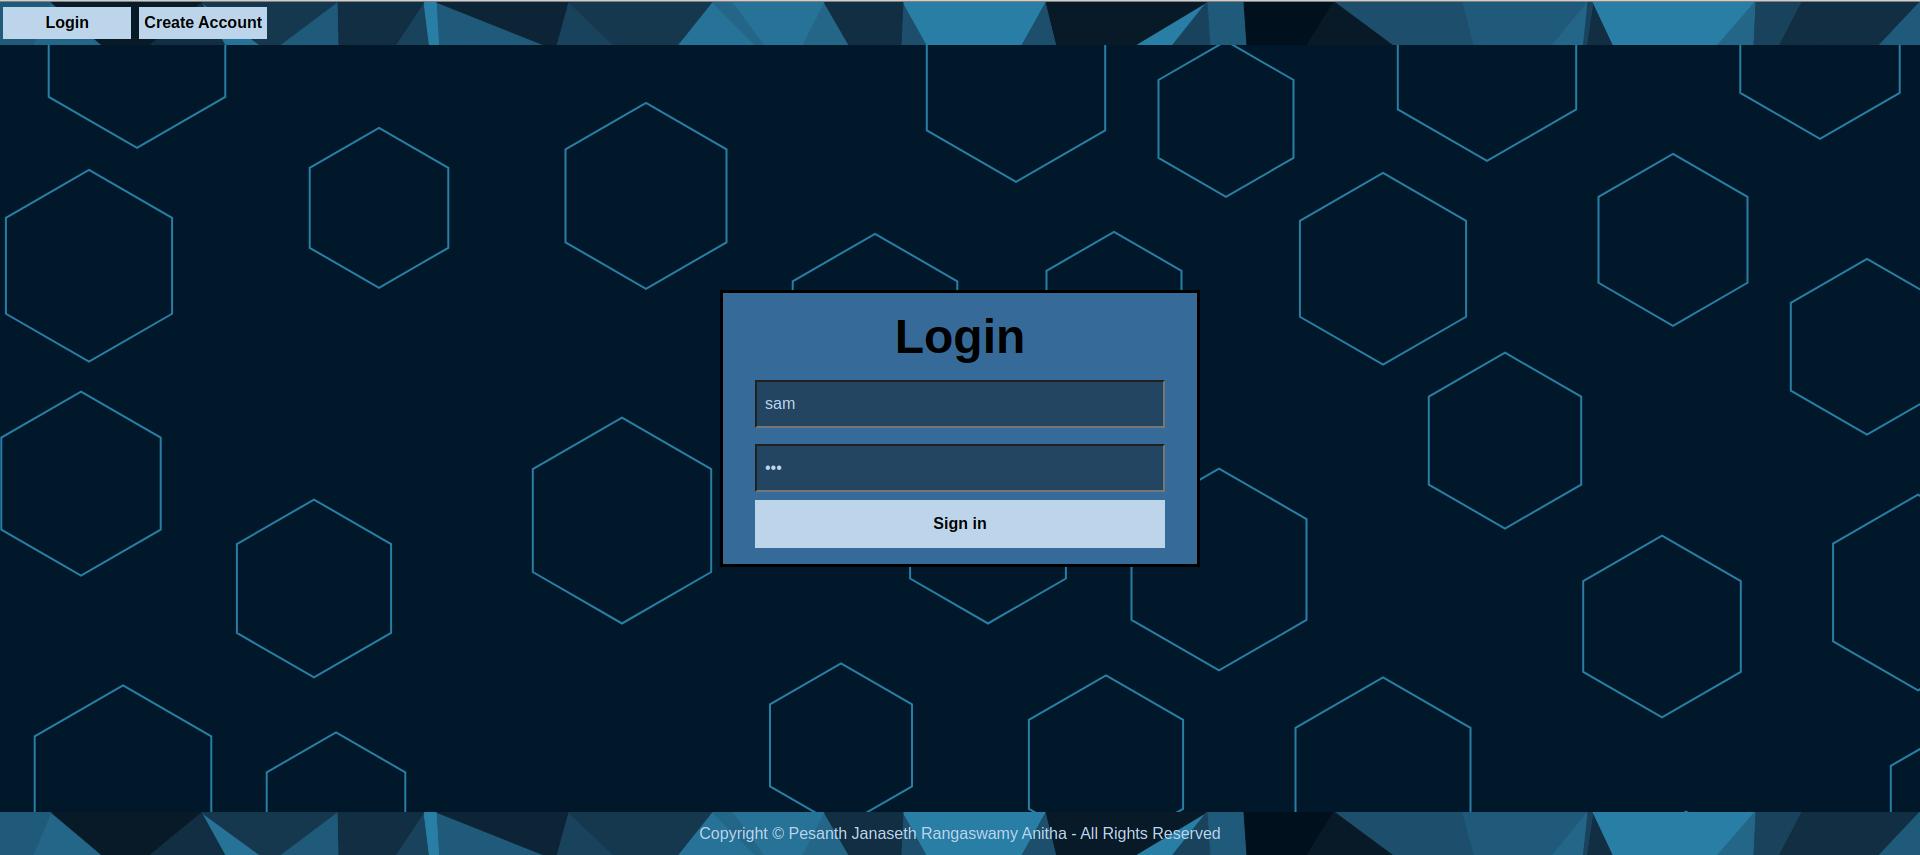 Login
Create Account
Login
sam
•••
Sign in
Copyright © Pesanth Janaseth Rangaswamy Anitha - All Rights Reserved